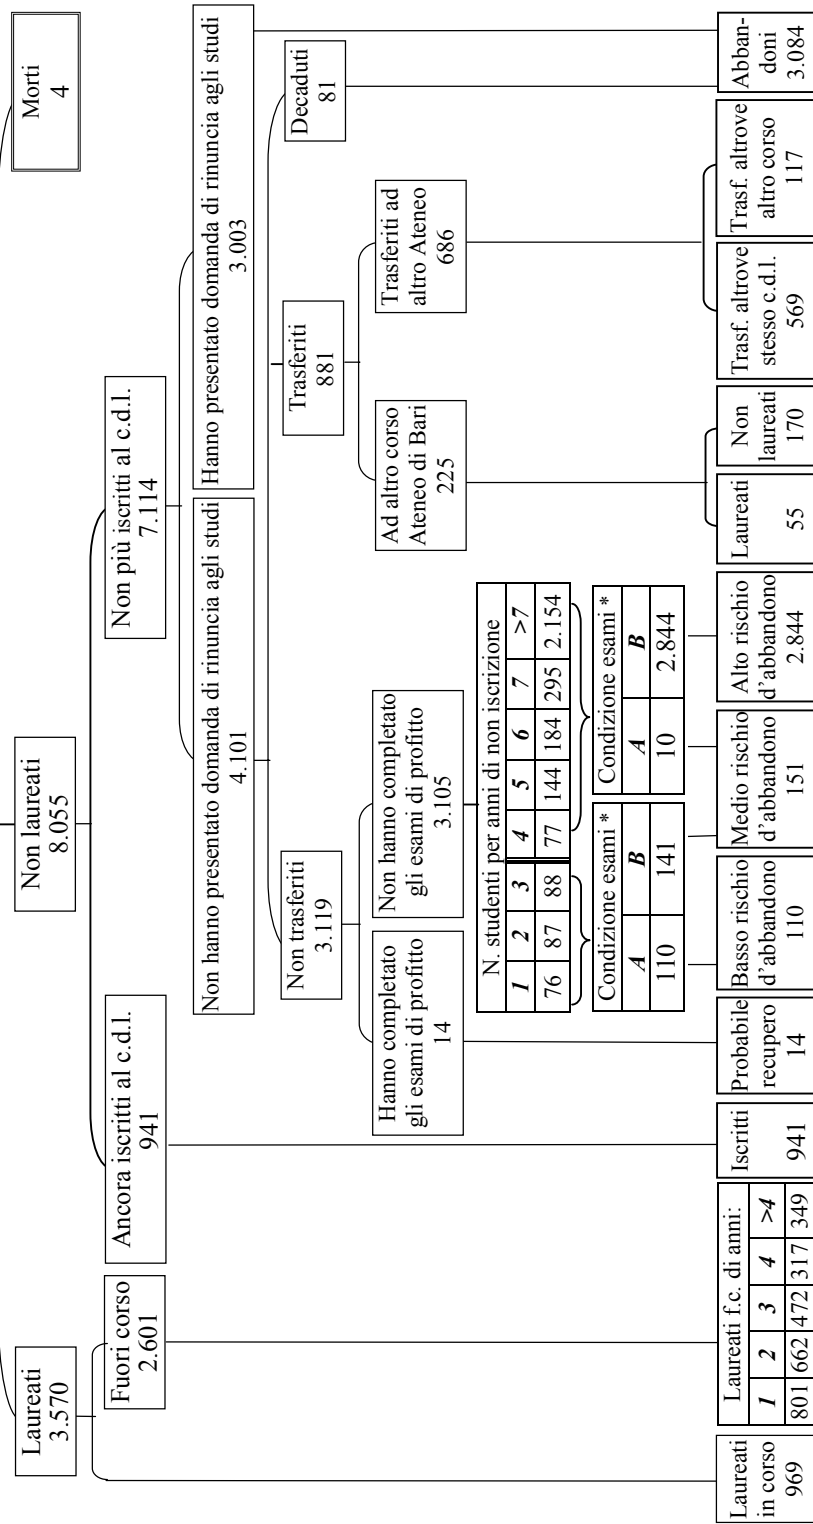 Morti
4
Non laureati
8.055
Laureati
3.570
Non più iscritti al c.d.l.
7.114
Ancora iscritti al c.d.l.
941
Fuori corso
2.601
Hanno presentato domanda di rinuncia agli studi
3.003
Non hanno presentato domanda di rinuncia agli studi
4.101
Decaduti
81
Trasferiti
881
Non trasferiti
3.119
Trasferiti ad
altro Ateneo
686
Ad altro corso
Ateneo di Bari
225
Non hanno completato
gli esami di profitto
3.105
Hanno completato
gli esami di profitto
14
N. studenti per anni di non iscrizione
1 2 3 4 5 6 7 >7
76 87 88 77 144 184 295 2.154
Condizione esami *
A B
110 141
Condizione esami *
A B
10 2.844
Laureati
in corso
969
Laureati f.c. di anni:
1 2 3 4 >4
801 662 472 317 349
Iscritti
941
Probabile
recupero
14
Basso rischio
d'abbandono
110
Medio rischio
d'abbandono
151
Alto rischio
d'abbandono
2.844
Laureati
55
Non
laureati
170
Trasf. altrove
stesso c.d.l.
569
Trasf. altrove
altro corso
117
Abban-
doni
3.084